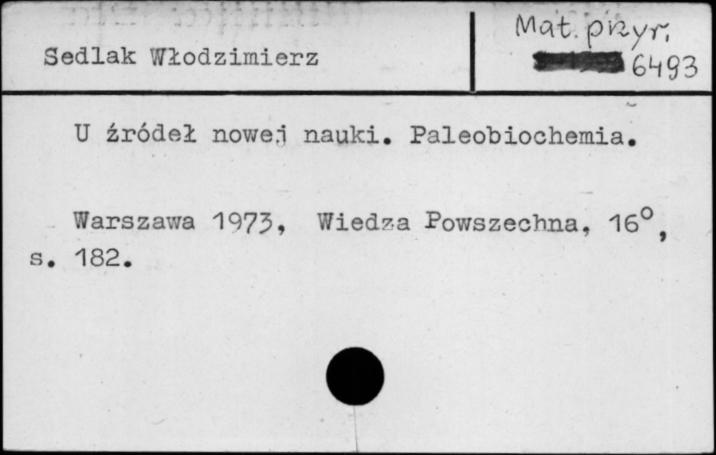 Mat. przyr.
Sedlak Włodzimierz
6493
U źródeł nowej nauki. Paleobiochemia.
Warszawa 1973, Wiedza Powszechna, 16°,
s. 182.